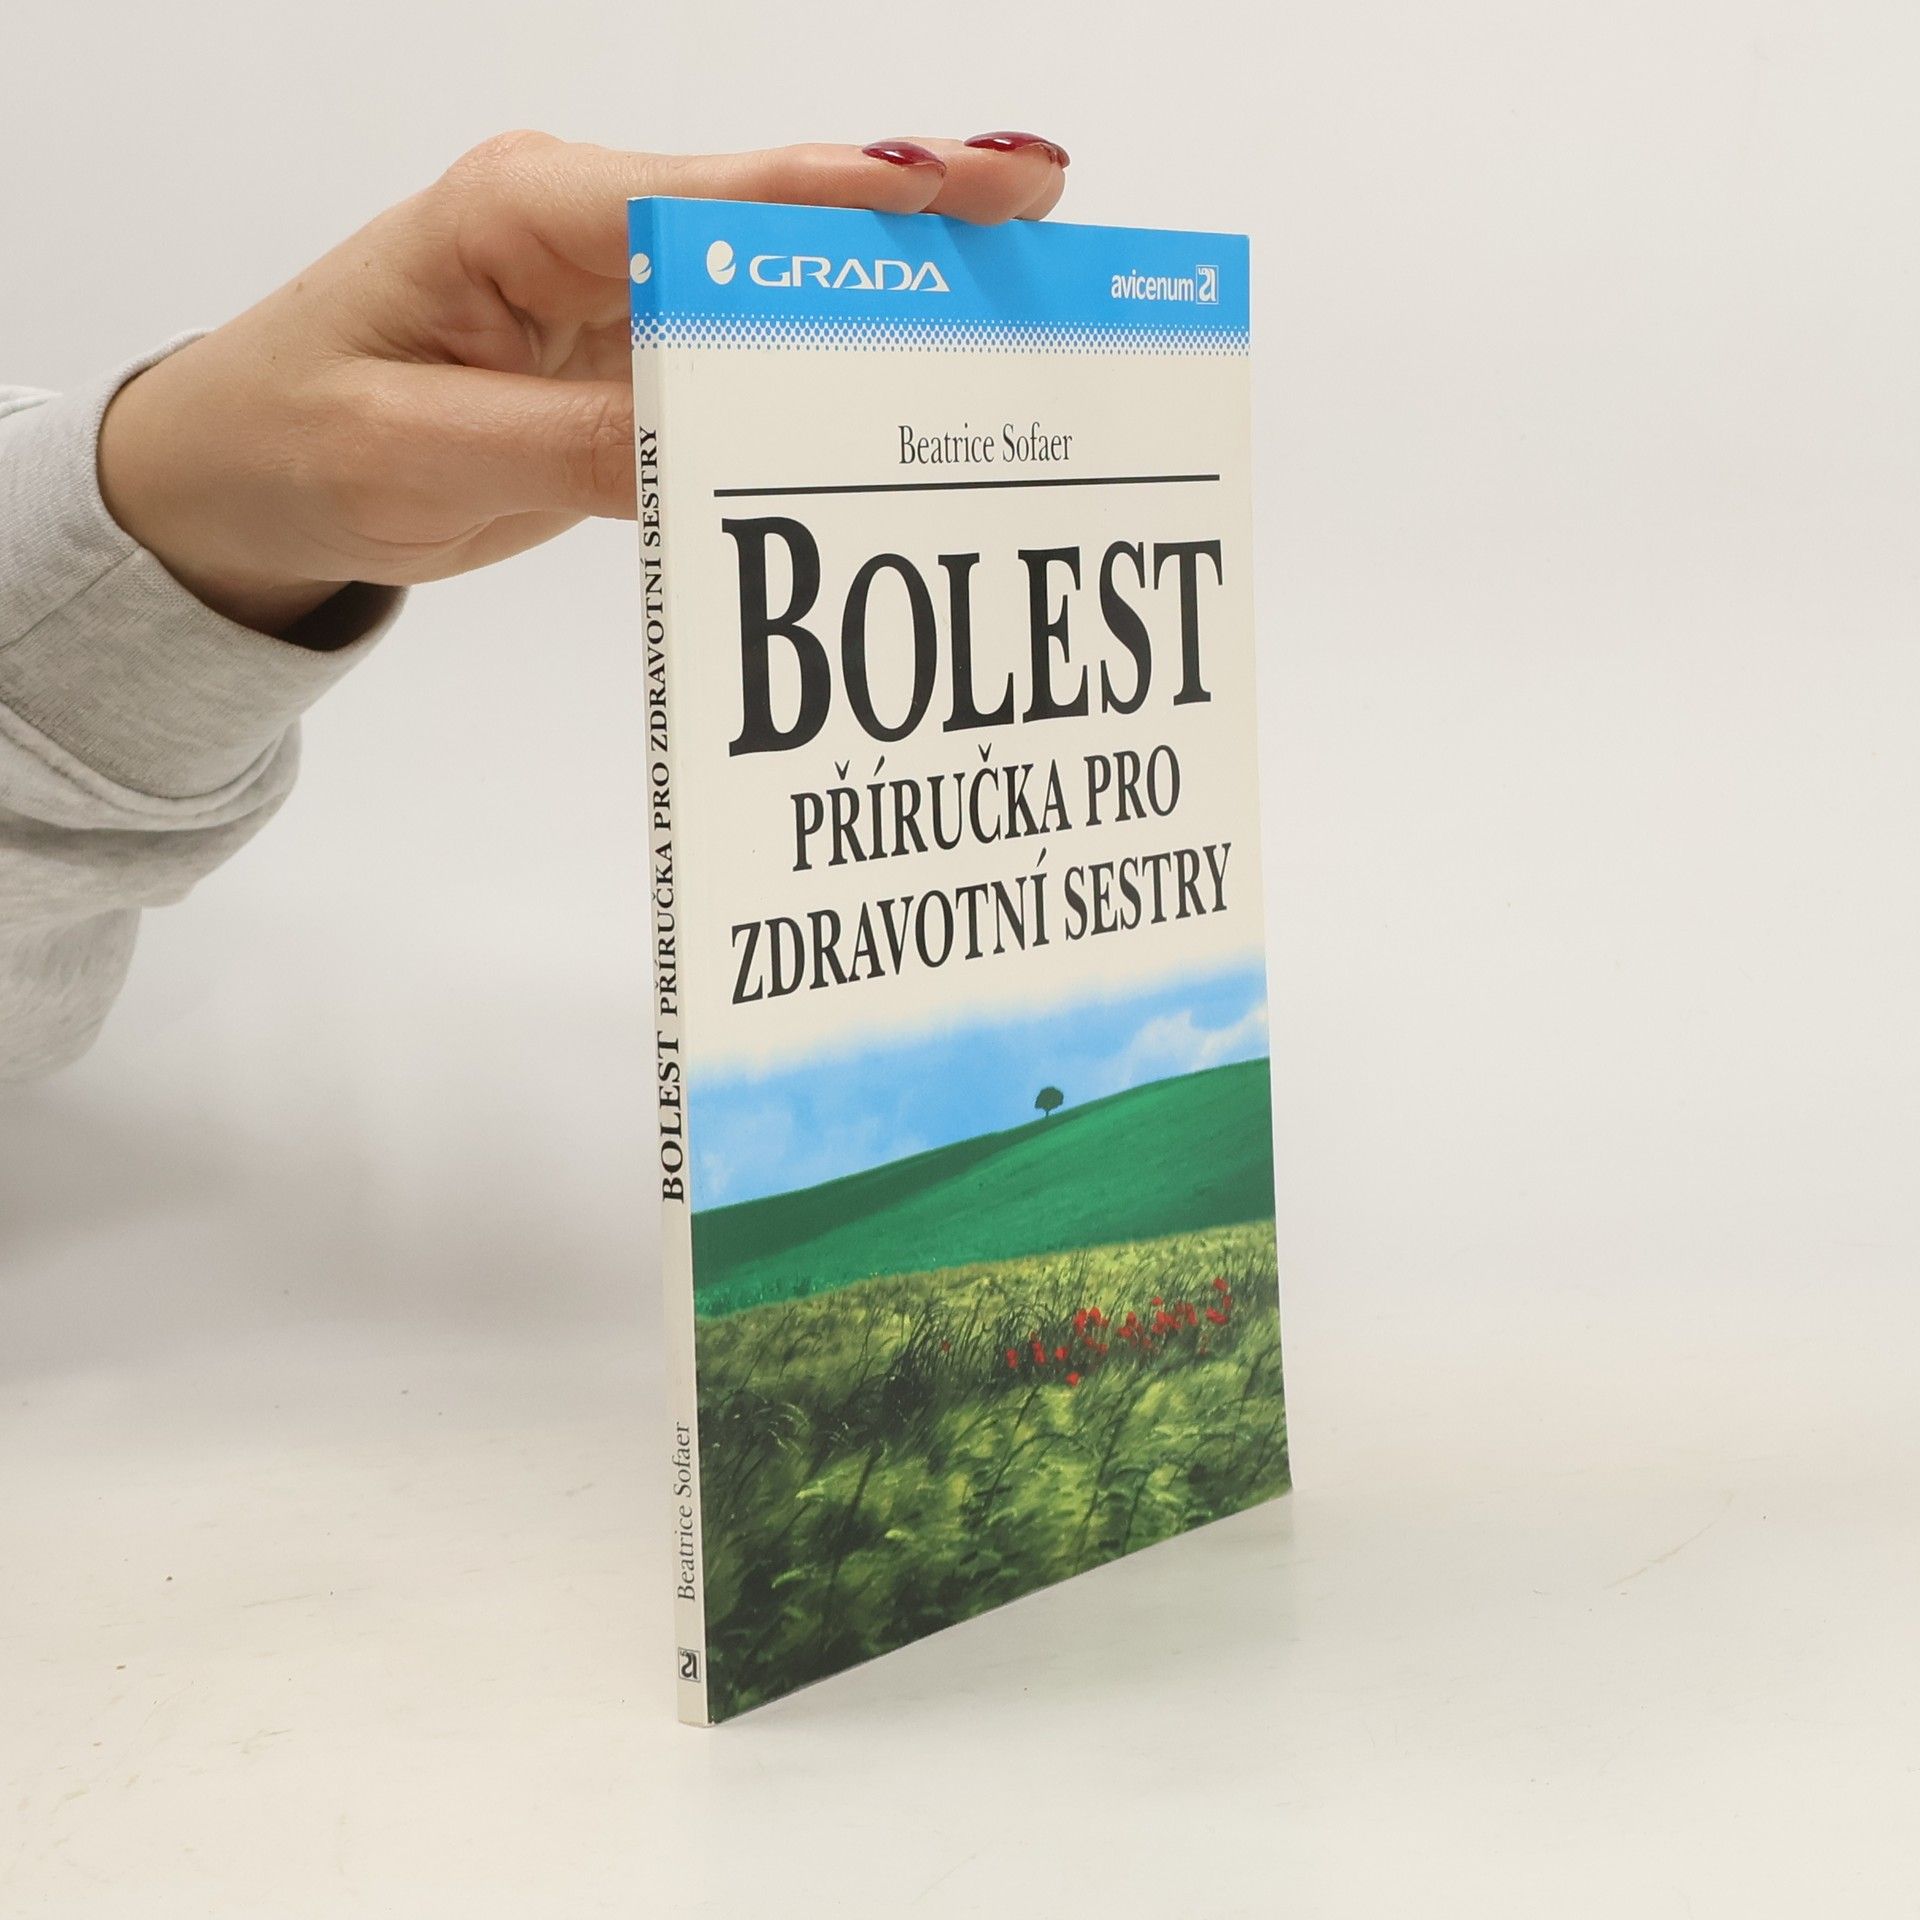 GRADA
avicenum
Beatrice Sofaer
BOLEST
PŘÍRUČKA PRO
ZDRAVOTNÍ SESTRY
BOLEST PŘÍRUČKA PRO ZDRAVOTNÍ SESTRY
Beatrice Sofaer